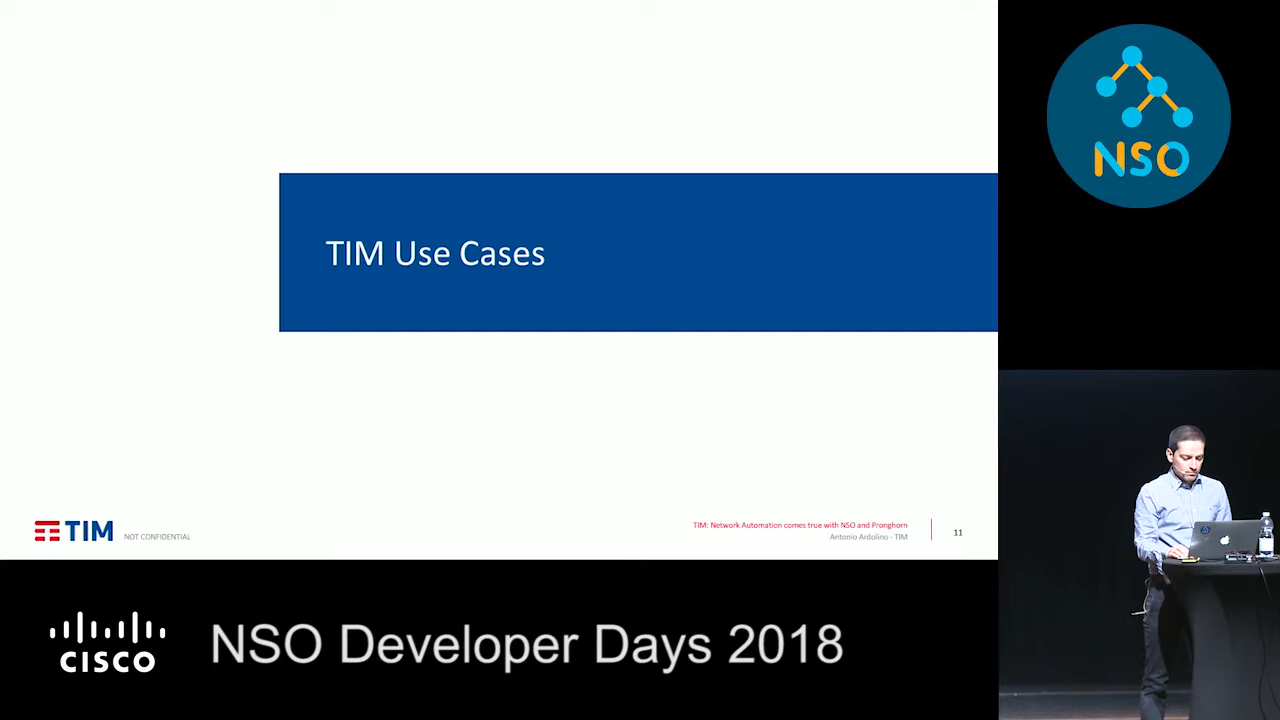 NSO
TIM Use Cases
TIM
NOT CONFIDENTIAL
TIM: Network Automation comes true with NSO and Pronghorn
Antonio Ardolino - TIM
11
CISCO
NSO Developer Days 2018